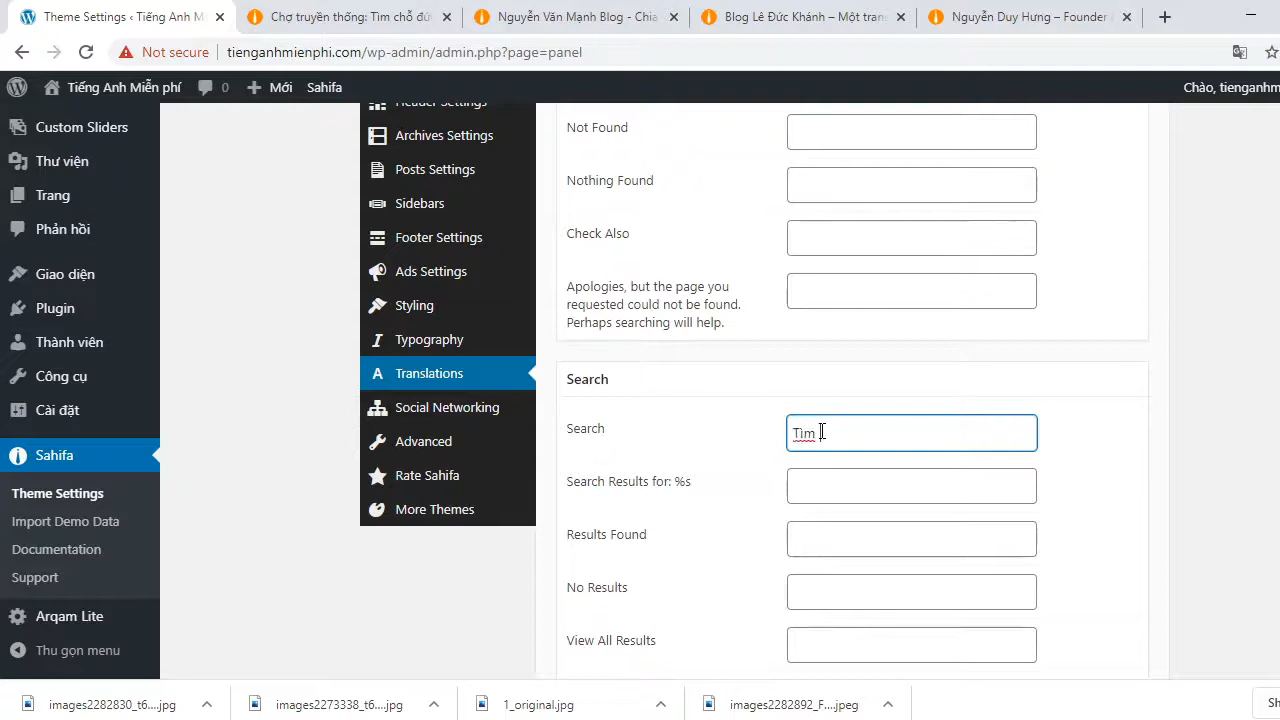 Theme Settings ‹ Tiếng Anh M
Chợ truyền thống: Tìm chỗ đứ
Nguyễn Văn Mạnh Blog - Chia
Blog Lê Đức Khánh – Một tran
Nguyễn Duy Hưng – Founder
Not secure
tienganhmienphi.com/wp-admin/admin.php?page=panel
Tiếng Anh Miễn phí
0
Mới
Sahifa
Chào, tienganhm
Custom Sliders
Thư viện
Trang
Phản hồi
Giao diện
Plugin
Thành viên
Công cụ
Cài đặt
Sahifa
Theme Settings
Import Demo Data
Documentation
Support
Arqam Lite
Thu gọn menu
Header Settings
Archives Settings
Posts Settings
Sidebars
Footer Settings
Ads Settings
Styling
Typography
Translations
Social Networking
Advanced
Rate Sahifa
More Themes
Not Found
Nothing Found
Check Also
Apologies, but the page you
requested could not be found.
Perhaps searching will help.
Search
Search
Tìm
Search Results for: %s
Results Found
No Results
View All Results
images2282830_t6....jpg
images2273338_t6....jpg
1_original.jpg
images2282892_F....jpeg